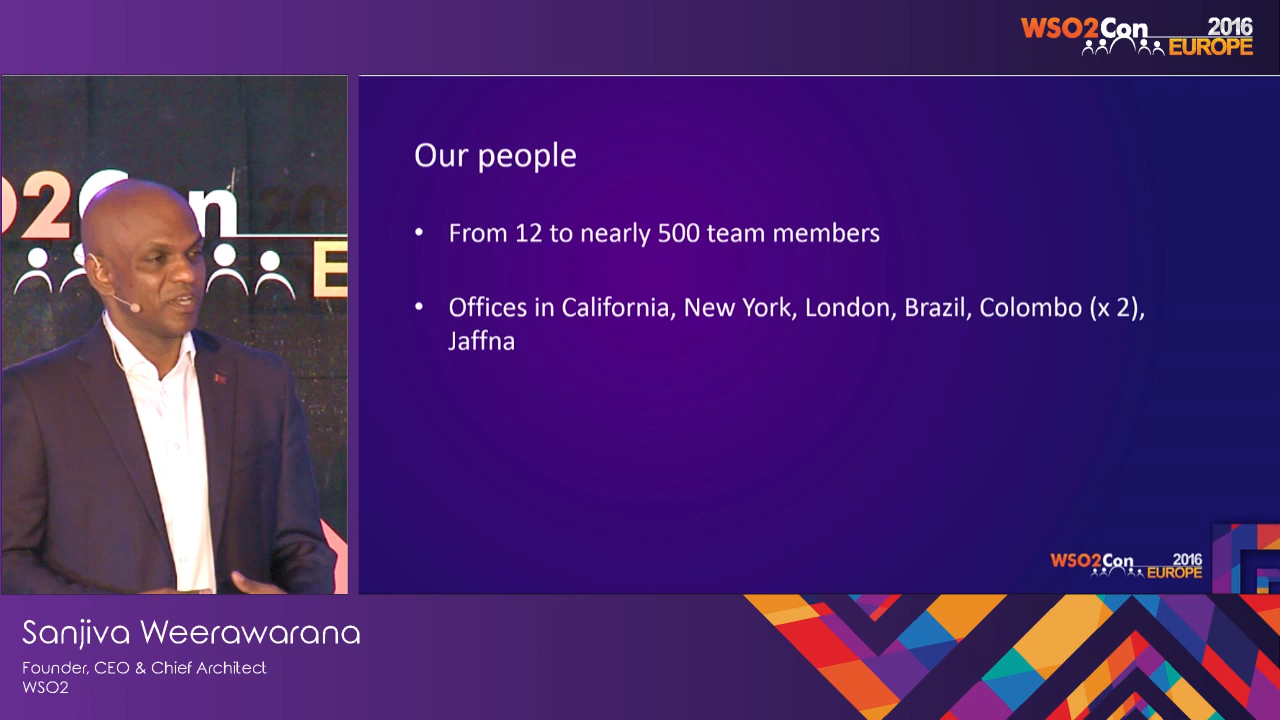 WSO2Con 2016
EUROPE
O2Con
E
Our people
• From 12 to nearly 500 team members
• Offices in California, New York, London, Brazil, Colombo (x 2),
Jaffna
WSO2Con 2016
EUROPE
Sanjiva Weerawarana
Founder, CEO & Chief Architect
WSO2